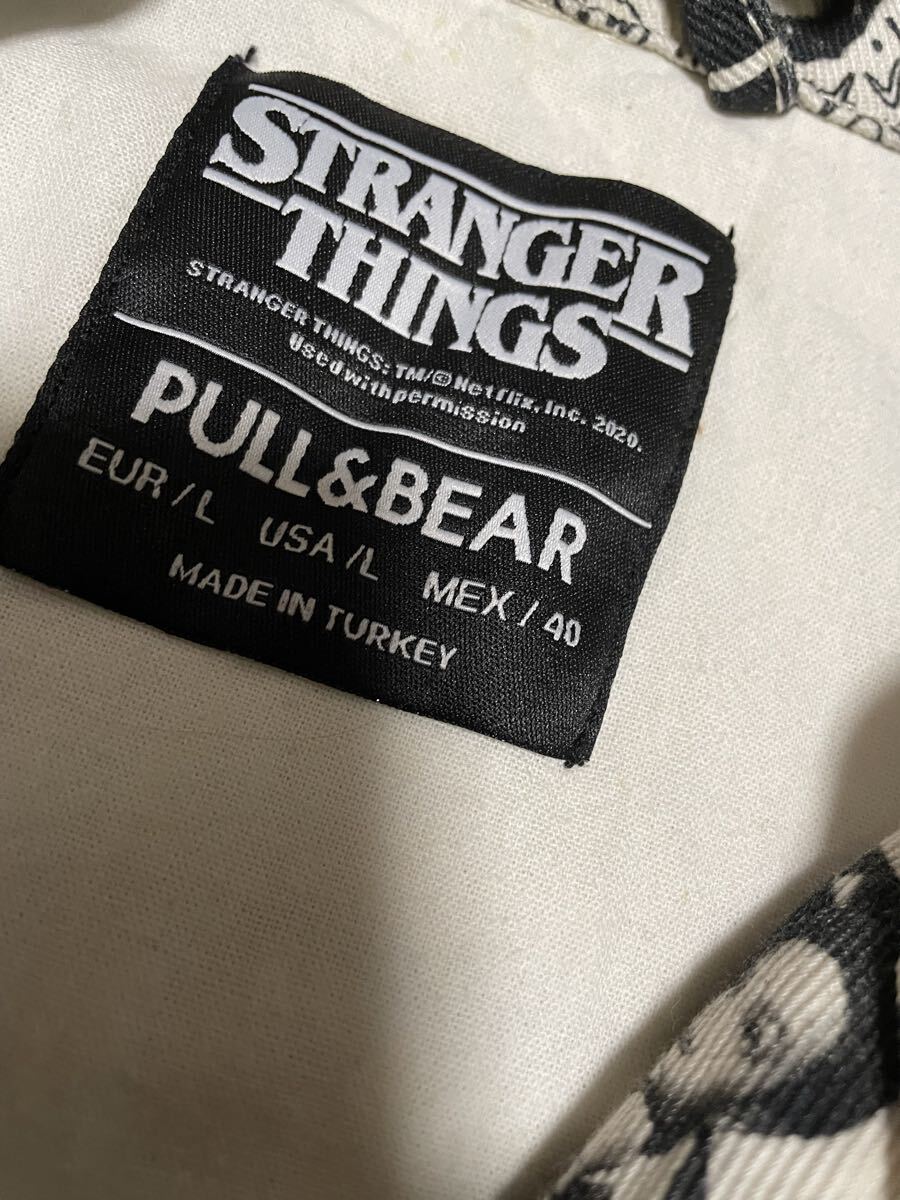 STRANGER
THINGS
STRANGER THINGS: TM/© Netflix, Inc. 2020.
Used with permission
PULL&BEAR
EUR / L USA /L MEX / 40
MADE IN TURKEY